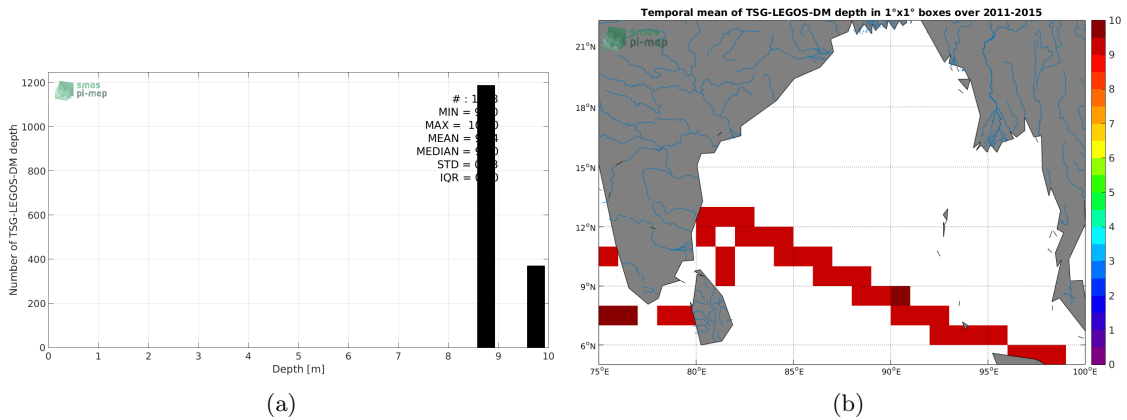 smos
pi-mep
Number of TSG-LEGOS-DM depth
1200
1000
800
600
400
200
0
# :
MIN =
MAX =
MEAN =
MEDIAN =
STD =
IQR =
0 1 2 3 4 5 6 7 8 9 10
Depth [m]
(a)
Temporal mean of TSG-LEGOS-DM depth in 1°x1° boxes over 2011-2015
smos
pi-mep
21°N
18°N
15°N
12°N
9°N
6°N
75°E 80°E 85°E 90°E 95°E 100°E
10
9
8
7
6
5
4
3
2
1
0
(b)